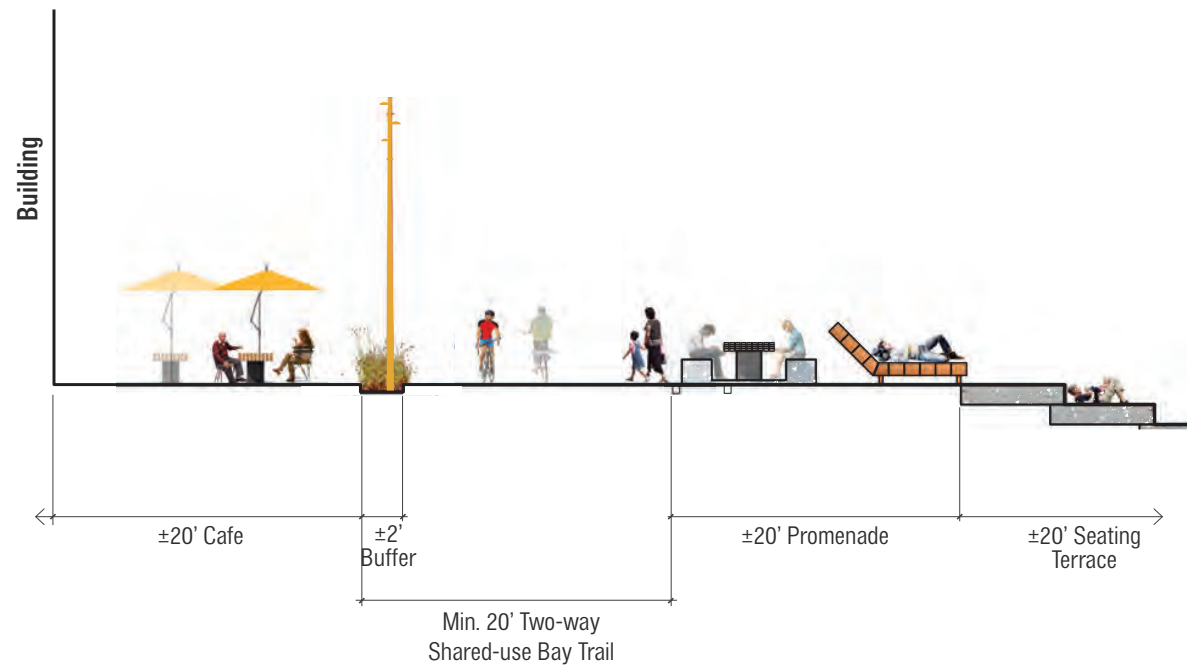 Building
±20’ Cafe
±2’
Buffer
±20’ Promenade
±20’ Seating
Terrace
Min. 20’ Two-way
Shared-use Bay Trail